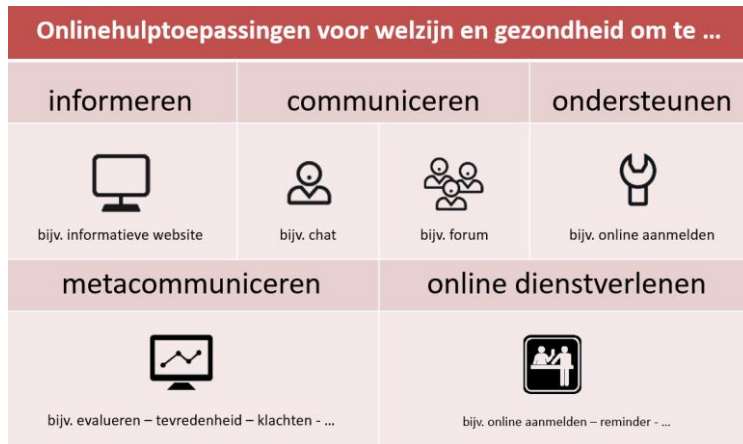 Onlinehulptoepassingen voor welzijn en gezondheid om te ...
informeren
communiceren
ondersteunen
bijv. informatieve website
bijv. chat
bijv. forum
bijv. online aanmelden
metacommuniceren
online dienstverlenen
bijv. evalueren – tevredenheid – klachten - ...
bijv. online aanmelden – reminder - ...